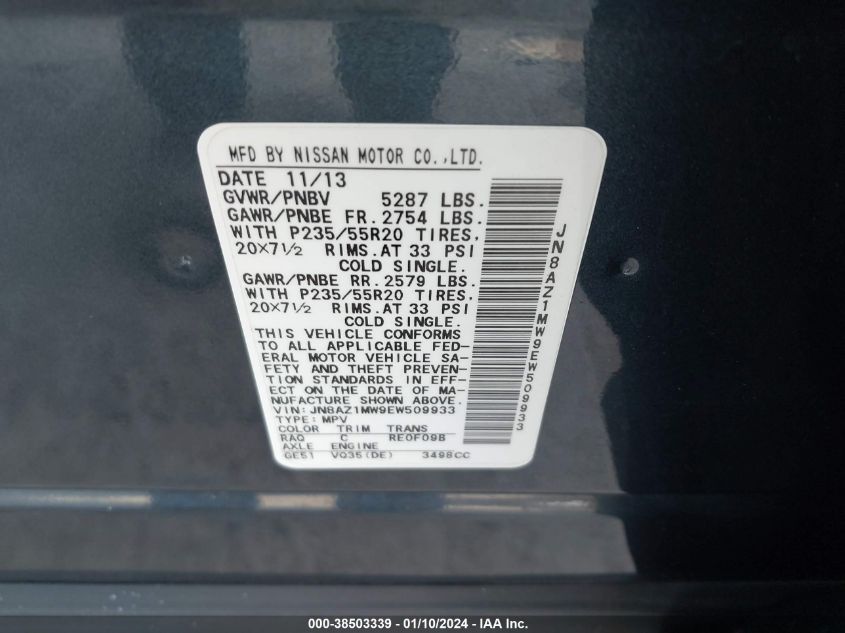 MFD BY NISSAN MOTOR CO.,LTD.
DATE 11/13
GVWR/PNBV 5287 LBS.
GAWR/PNBE FR. 2754 LBS.
WITH P235/55R20 TIRES,
20X7½ RIMS. AT 33 PSI
COLD SINGLE.
GAWR/PNBE RR. 2579 LBS.
WITH P235/55R20 TIRES.
20X7½ RIMS. AT 33 PSI
COLD SINGLE.
THIS VEHICLE CONFORMS
TO ALL APPLICABLE FED-
ERAL MOTOR VEHICLE SA-
FETY AND THEFT PREVEN-
TION STANDARDS IN EFF-
ECT ON THE DATE OF MA-
NUFACTURE SHOWN ABOVE.
VIN: JN8AZ1MW9EW509933
TYPE: MPV
COLOR TRIM TRANS
RAQ C RE0F09B
AXLE ENGINE
GE51 VQ35(DE) 3498CC
JN8AZ1MW9EW509933
000-38503339 - 01/10/2024 - IAA Inc.